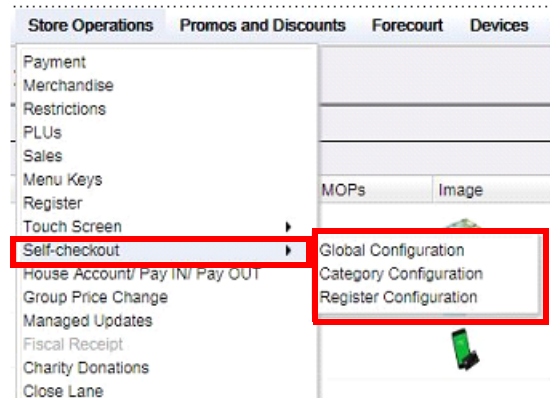 Store Operations Promos and Discounts Forecourt Devices
Payment
Merchandise
Restrictions
PLUs
Sales
Menu Keys
Register
MOPs Image
Touch Screen
Self-checkout
Global Configuration
House Account/ Pay IN/ Pay OUT
Category Configuration
Group Price Change
Register Configuration
Managed Updates
Fiscal Receipt
Charity Donations
Close Lane